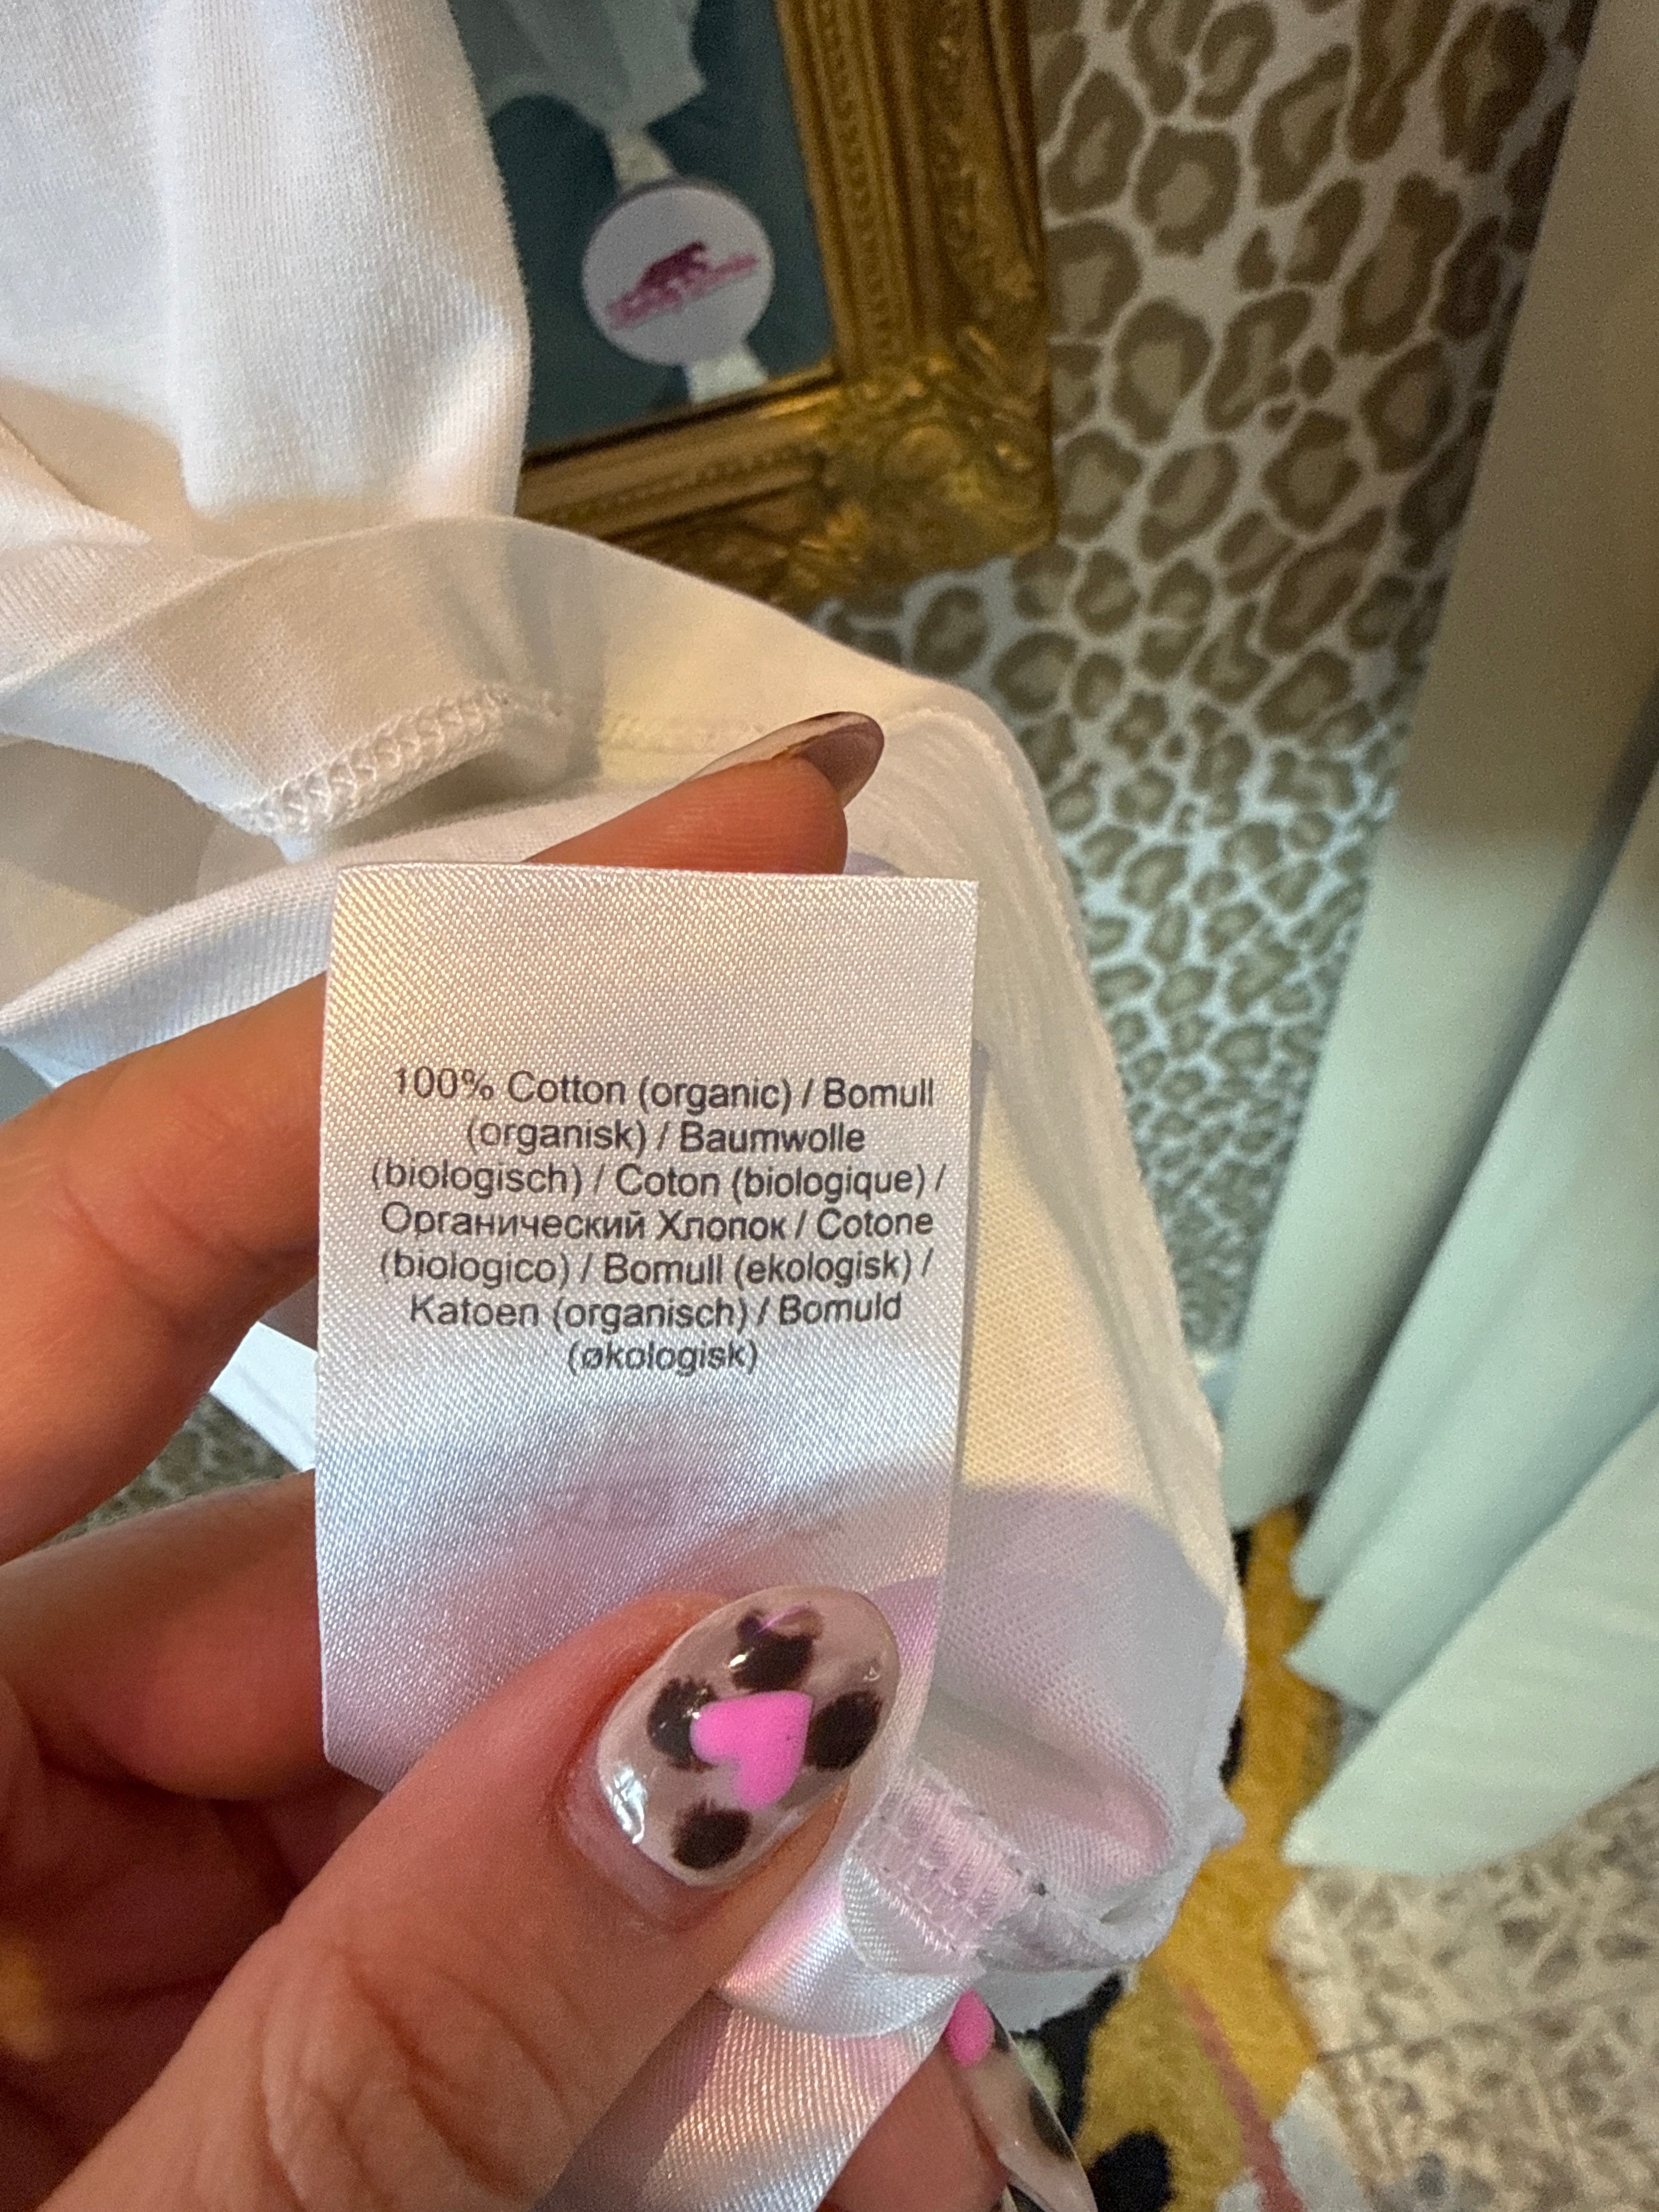 100% Cotton (organic) / Bomull
(organisk) / Baumwolle
(biologisch) / Coton (biologique) /
Органический Хлопок / Cotone
(biologico) / Bomull (ekologisk) /
Katoen (organisch) / Bomuld
(økologisk)